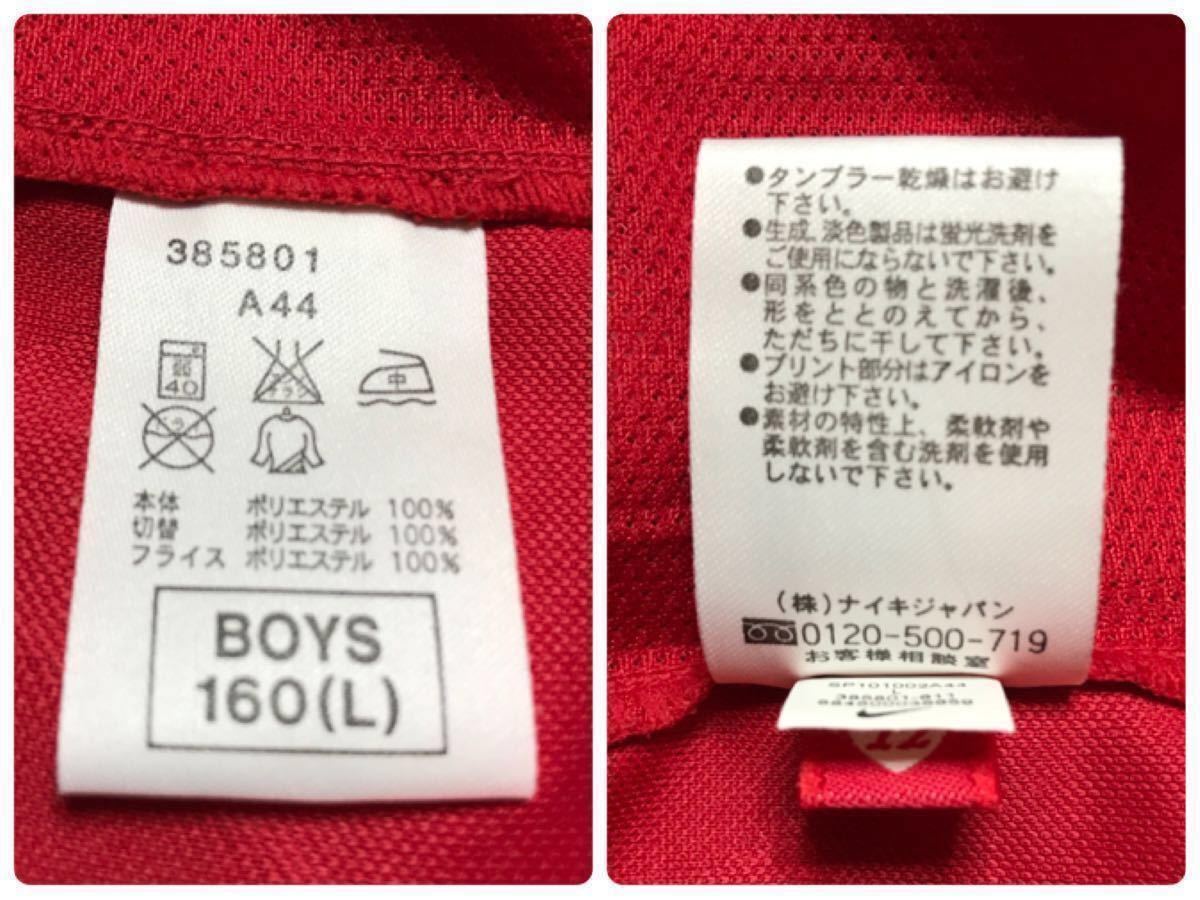 385801
A44
弱
40
中
本体 ポリエステル 100%
切替 ポリエステル 100%
フライス ポリエステル 100%
BOYS
160(L)
●タンブラー乾燥はお避け
下さい。
●生成、淡色製品は蛍光洗剤を
ご使用にならないで下さい。
●同系色の物と洗濯後、
形をととのえてから、
ただちに干して下さい。
●プリント部分はアイロンを
お避け下さい。
●素材の特性上、柔軟剤や
柔軟剤を含む洗剤を使用
しないで下さい。
(株)ナイキジャパン
0120-500-719
お客様相談室
SP101002A44
L
385801-611